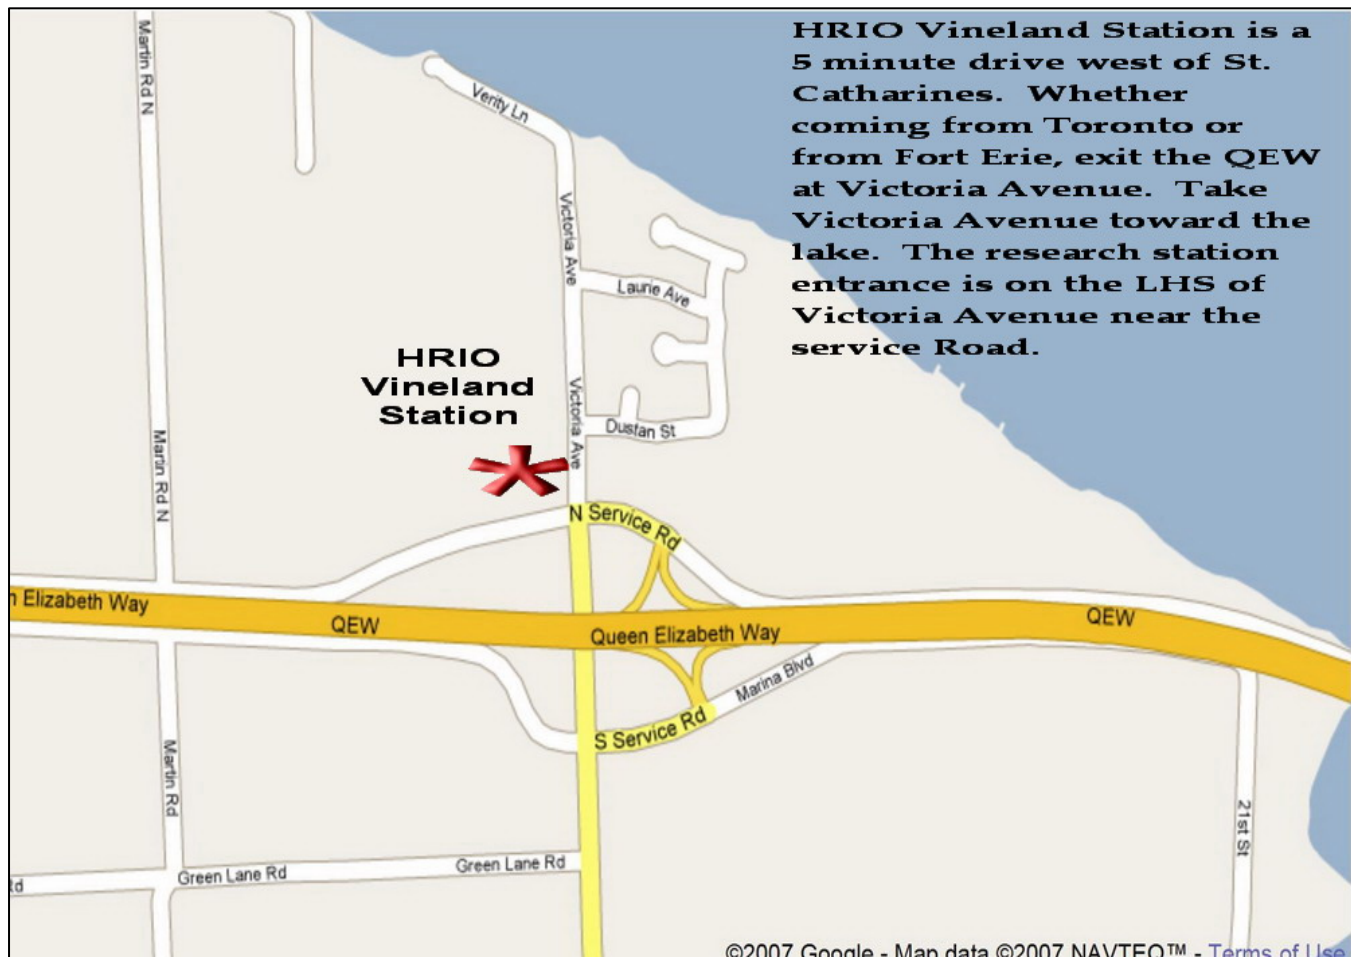 HRIO Vineland Station is a
5 minute drive west of St.
Catharines.  Whether
coming from Toronto or
from Fort Erie, exit the QEW
at Victoria Avenue.  Take
Victoria Avenue toward the
lake.  The research station
entrance is on the LHS of
Victoria Avenue near the
service Road.
Martin Rd N
Verity Ln
Victoria Ave
Laurie Ave
HRIO
Vineland
Station
Victoria Ave
Dustan St
Martin Rd N
N Service Rd
n Elizabeth Way
QEW
Queen Elizabeth Way
QEW
Marina Blvd
S Service Rd
Martin Rd
21st St
Green Lane Rd
Green Lane Rd
Rd
©2007 Google - Map data ©2007 NAVTEQ™ - Terms of Use